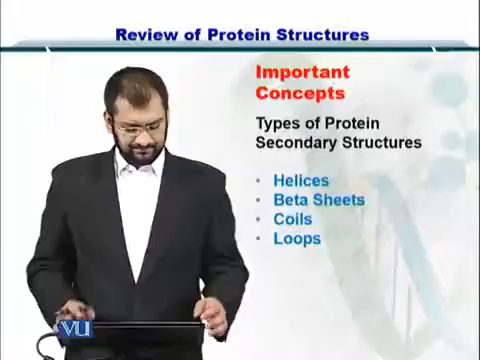 Review of Protein Structures
Important
Concepts
Types of Protein
Secondary Structures
• Helices
• Beta Sheets
• Coils
• Loops
VU